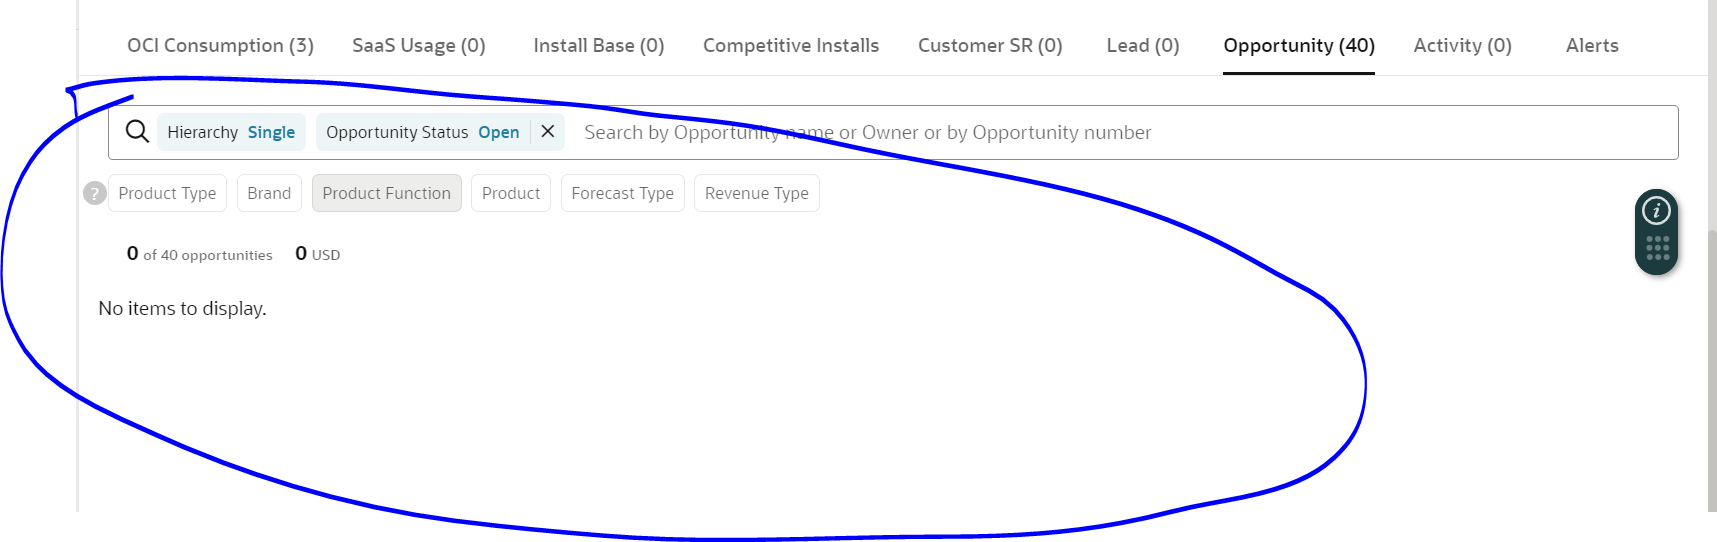 OCI Consumption (3) SaaS Usage (0) Install Base (0) Competitive Installs Customer SR (0) Lead (0) Opportunity (40) Activity (0) Alerts
Hierarchy Single Opportunity Status Open × Search by Opportunity name or Owner or by Opportunity number
? Product Type Brand Product Function Product Forecast Type Revenue Type
i
0 of 40 opportunities 0 USD
No items to display.